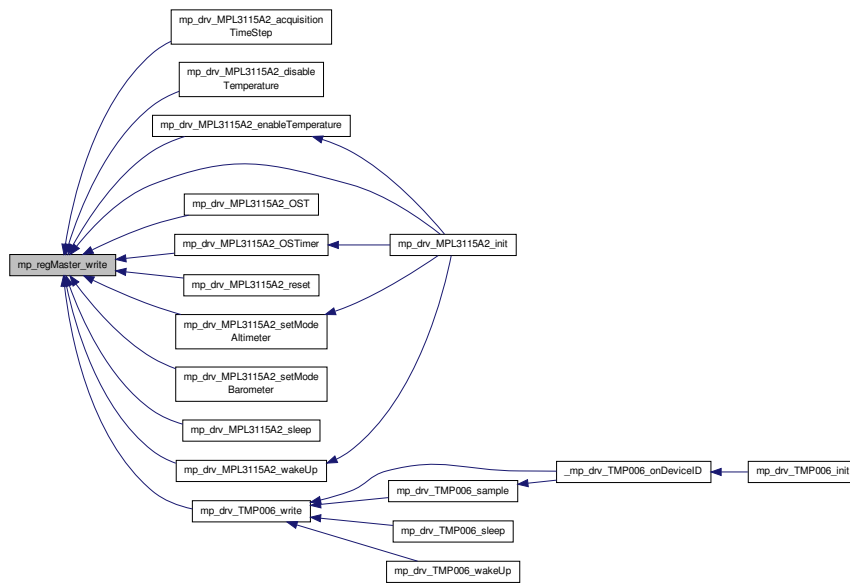 mp_drv_MPL3115A2_acquisition
TimeStep
mp_drv_MPL3115A2_disable
Temperature
mp_drv_MPL3115A2_enableTemperature
mp_drv_MPL3115A2_OST
mp_drv_MPL3115A2_OSTimer
mp_drv_MPL3115A2_init
mp_regMaster_write
mp_drv_MPL3115A2_reset
mp_drv_MPL3115A2_setMode
Altimeter
mp_drv_MPL3115A2_setMode
Barometer
mp_drv_MPL3115A2_sleep
mp_drv_MPL3115A2_wakeUp
_mp_drv_TMP006_onDeviceID
mp_drv_TMP006_init
mp_drv_TMP006_sample
mp_drv_TMP006_write
mp_drv_TMP006_sleep
mp_drv_TMP006_wakeUp